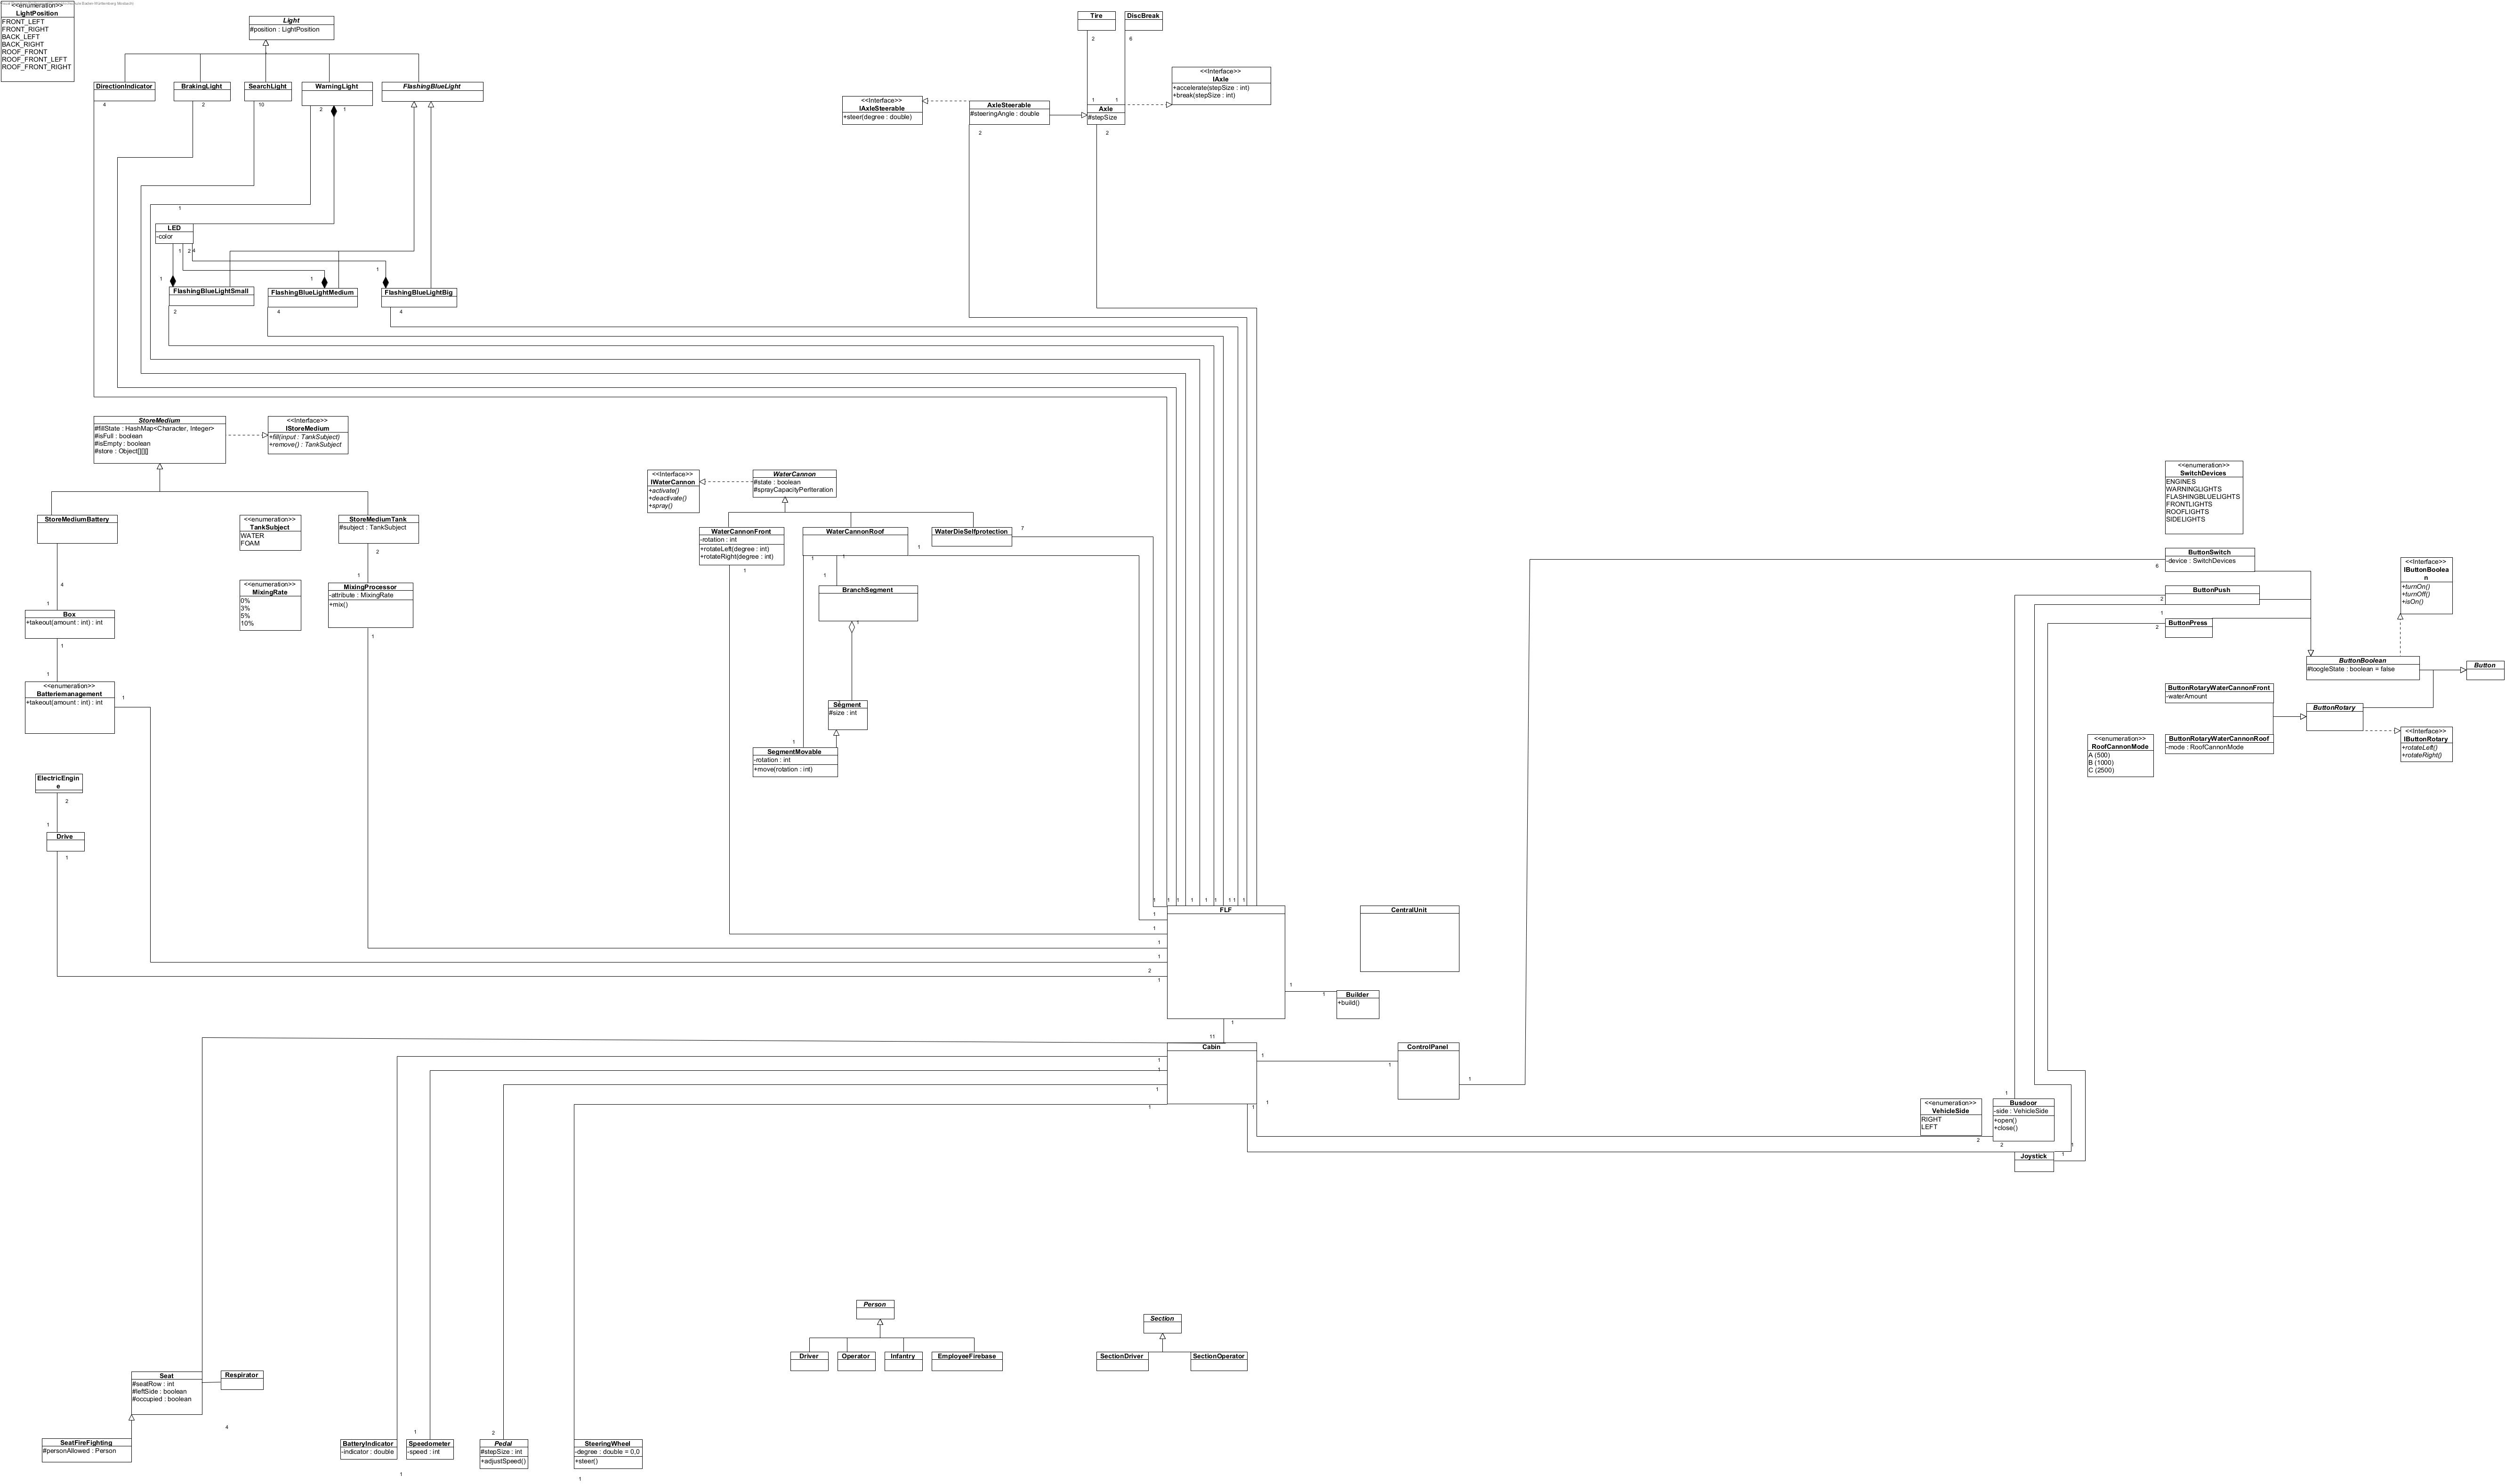 <<enumeration>>
LightPosition
FRONT_LEFT
FRONT_RIGHT
BACK_LEFT
BACK_RIGHT
ROOF_FRONT
ROOF_FRONT_LEFT
ROOF_FRONT_RIGHT
Light
#position : LightPosition
DirectionIndicator
4
BrakingLight
2
SearchLight
10
WarningLight
2
1
FlashingBlueLight
1
LED
-color
1
2
4
1
1
1
FlashingBlueLightSmall
2
FlashingBlueLightMedium
4
FlashingBlueLightBig
4
Tire
2
DiscBreak
6
<<Interface>>
IAxle
+accelerate(stepSize : int)
+break(stepSize : int)
<<Interface>>
IAxleSteerable
+steer(degree : double)
AxleSteerable
#steeringAngle : double
2
1
1
Axle
#stepSize
2
StoreMedium
#fillState : HashMap<Character, Integer>
#isFull : boolean
#isEmpty : boolean
#store : Object[][][]
<<Interface>>
IStoreMedium
+fill(input : TankSubject)
+remove() : TankSubject
StoreMediumBattery
4
<<enumeration>>
TankSubject
WATER
FOAM
StoreMediumTank
#subject : TankSubject
2
1
Box
+takeout(amount : int) : int
1
<<enumeration>>
MixingRate
0%
3%
5%
10%
1
MixingProcessor
-attribute : MixingRate
+mix()
1
1
<<enumeration>>
Batteriemanagement
+takeout(amount : int) : int
1
ElectricEngin
e
2
1
Drive
1
<<Interface>>
IWaterCannon
+activate()
+deactivate()
+spray()
WaterCannon
#state : boolean
#sprayCapacityPerIteration
WaterCannonFront
-rotation : int
+rotateLeft(degree : int)
+rotateRight(degree : int)
1
WaterCannonRoof
1
1
1
WaterDieSelfprotection
7
1
BranchSegment
1
Segment
#size : int
1
SegmentMovable
-rotation : int
+move(rotation : int)
<<enumeration>>
SwitchDevices
ENGINES
WARNINGLIGHTS
FLASHINGBLUELIGHTS
FRONTLIGHTS
ROOFLIGHTS
SIDELIGHTS
ButtonSwitch
-device : SwitchDevices
6
ButtonPush
2
1
ButtonPress
2
<<Interface>>
IButtonBoolea
n
+turnOn()
+turnOff()
+isOn()
ButtonBoolean
#toogleState : boolean = false
Button
ButtonRotaryWaterCannonFront
-waterAmount
ButtonRotary
<<Interface>>
IButtonRotary
+rotateLeft()
+rotateRight()
<<enumeration>>
RoofCannonMode
A (500)
B (1000)
C (2500)
ButtonRotaryWaterCannonRoof
-mode : RoofCannonMode
1
1
1
1
1
1
1
1
1
1
FLF
1
1
1
1
2
1
1
1
CentralUnit
1
Builder
+build()
11
Cabin
1
1
1
1
1
1
1
1
ControlPanel
1
<<enumeration>>
VehicleSide
RIGHT
LEFT
1
Busdoor
-side : VehicleSide
+open()
+close()
2
2
1
1
Joystick
Person
Driver
Operator
Infantry
EmployeeFirebase
Section
SectionDriver
SectionOperator
Seat
#seatRow : int
#leftSide : boolean
#occupied : boolean
Respirator
4
SeatFireFighting
#personAllowed : Person
BatteryIndicator
-indicator : double
1
1
Speedometer
-speed : int
2
Pedal
#stepSize : int
+adjustSpeed()
SteeringWheel
-degree : double = 0,0
+steer()
1